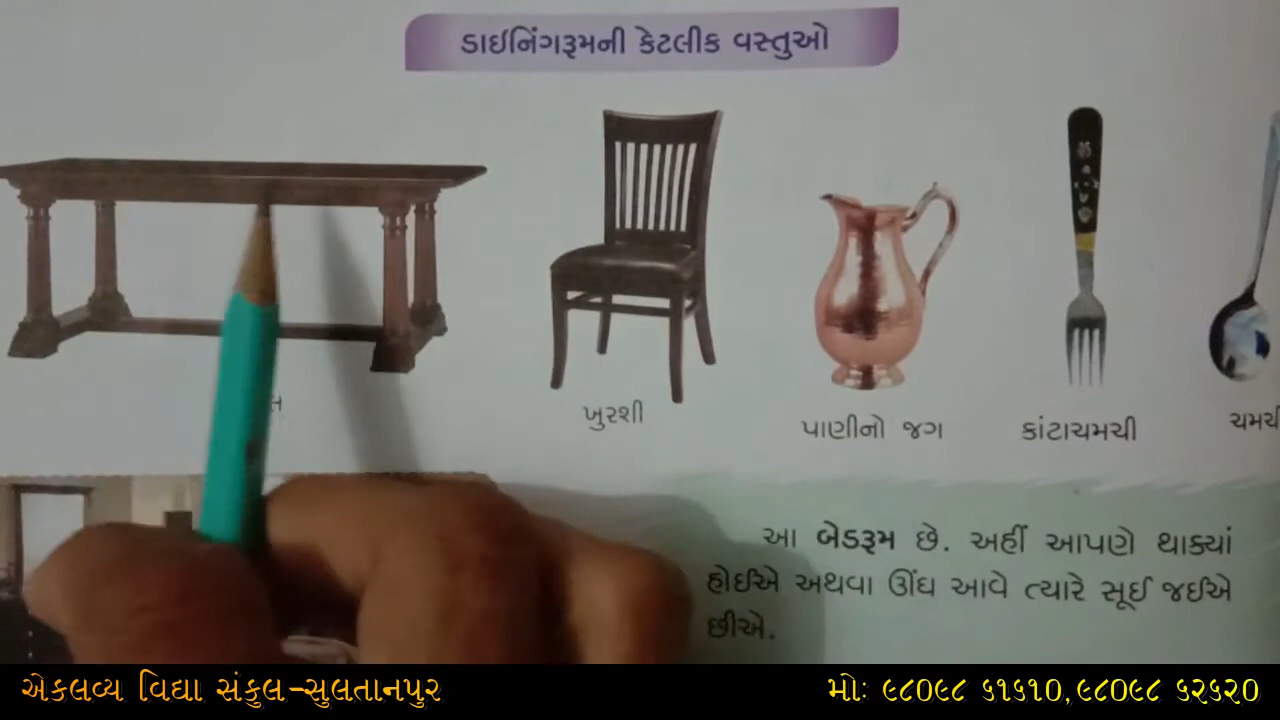 ડાઇનિંગરૂમની કેટલીક વસ્તુઓ
ખુરશી
પાણીનો જગ
કાંટાચમચી
આ બેડરૂમ છે. અહીં આપણે થાક્યાં
હોઈએ અથવા ઊંઘ આવે ત્યારે સૂઈ જઈએ
છીએ.
એકલવ્ય વિદ્યા સંકુલ-સુલતાનપુર
મોઃ ૯૮૦૯૮ ૬૧૬૧૦,૯૮૦૯૮ ૬૨૬૨૦